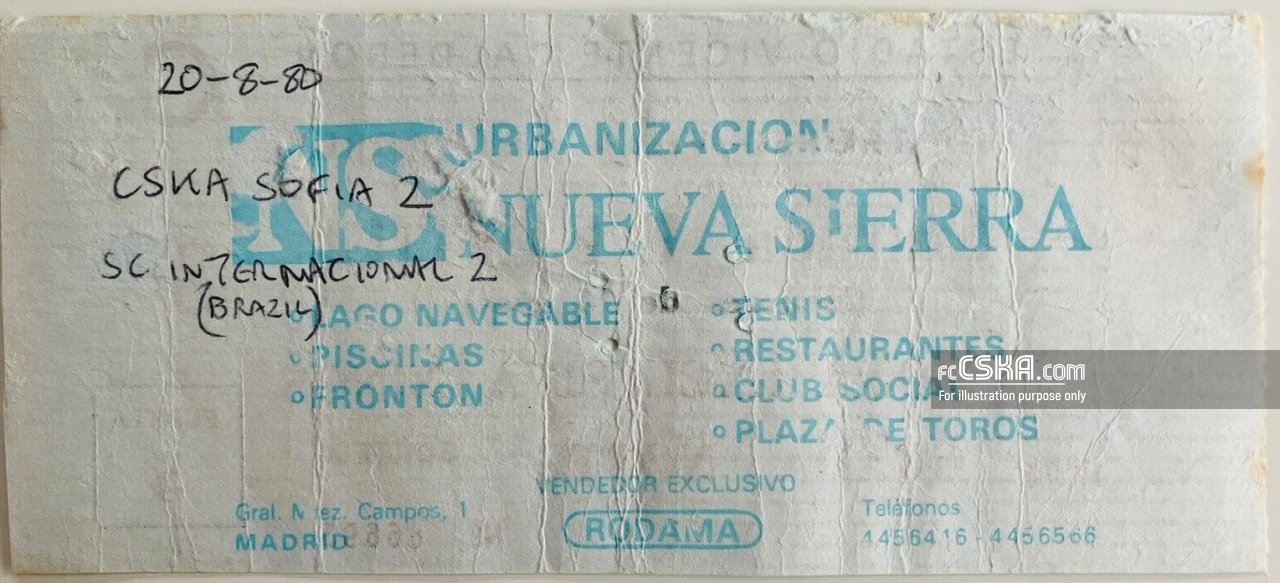 20-8-80
CSKA SOFIA 2
SC INTERNACIONAL 2
(BRAZIL)
NS URBANIZACION
NUEVA SIERRA
LAGO NAVEGABLE
PISCINAS
FRONTON
TENIS
RESTAURANTES
CLUB SOCIAL
PLAZA DE TOROS
VENDEDOR EXCLUSIVO
RODAMA
Gral. Campos, 1
MADRID
Teléfonos
4456416 - 4456566
fcCSKA.com
For illustration purpose only